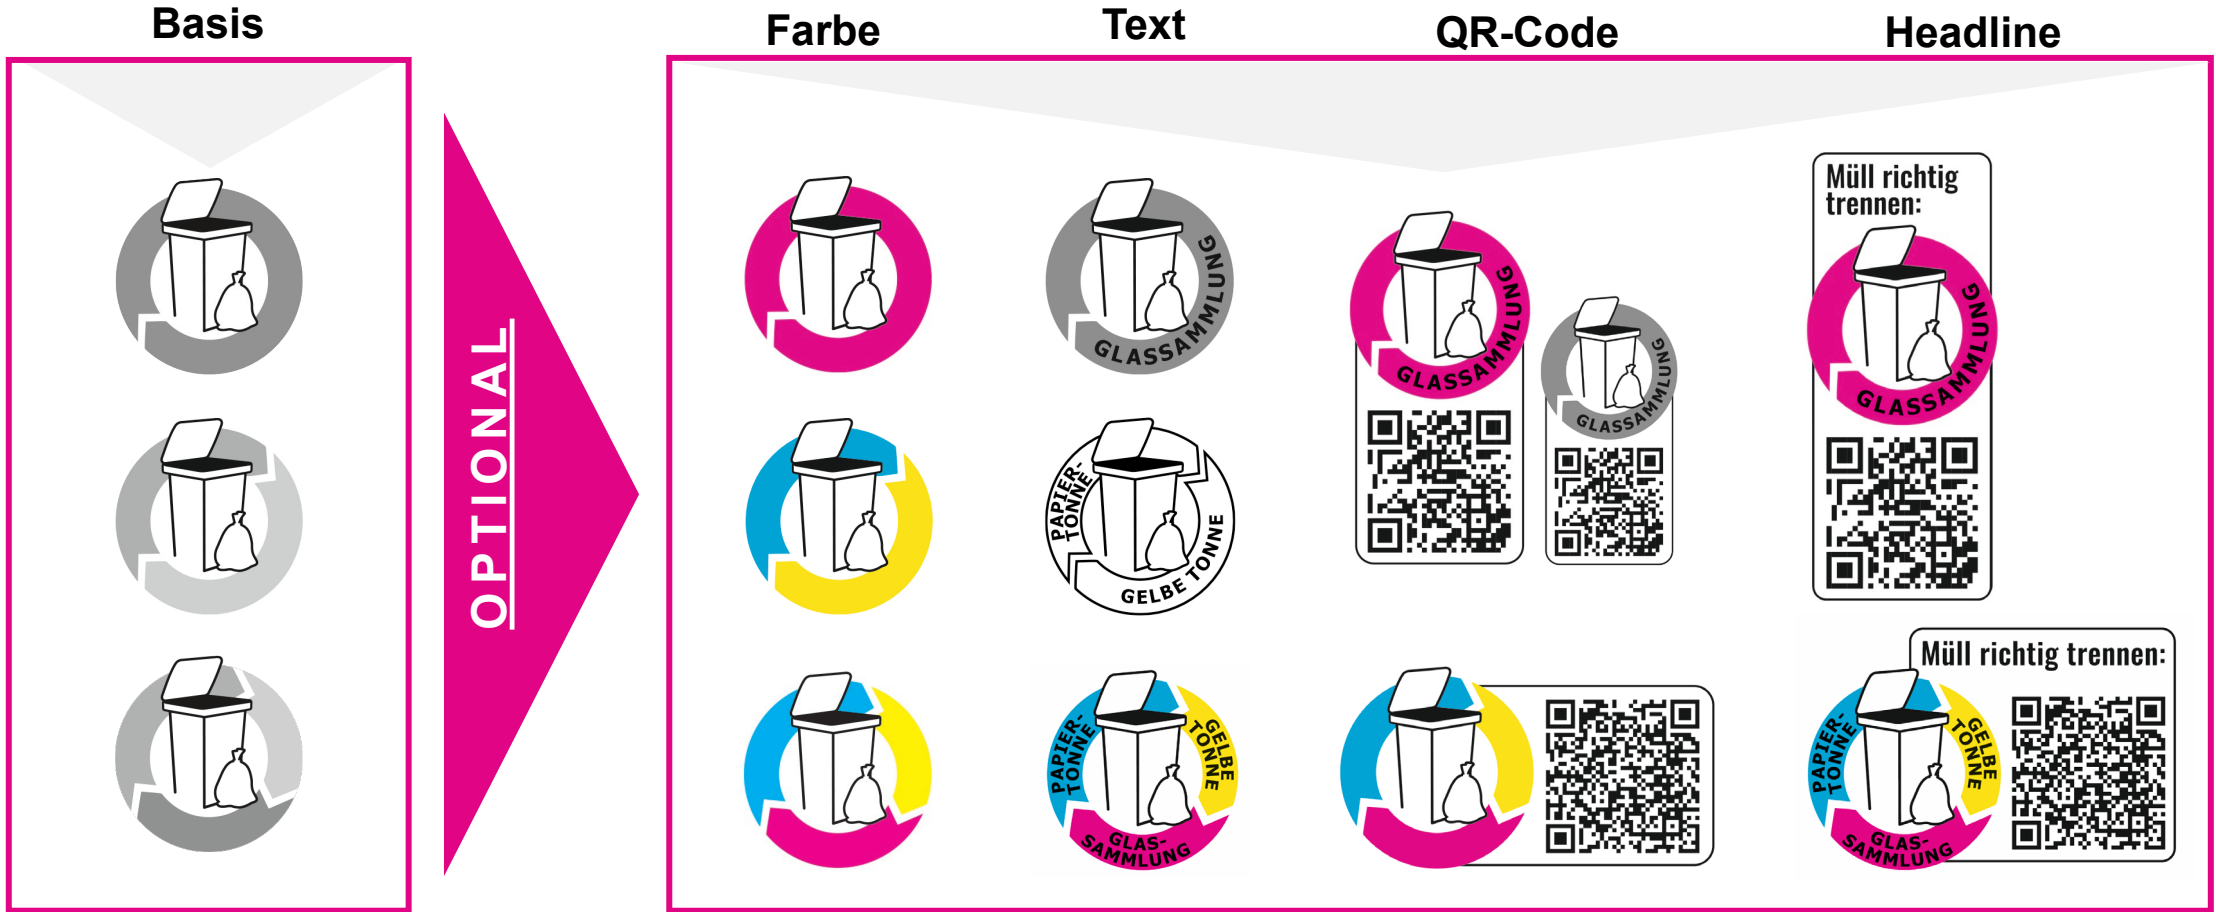 Basis
Farbe
Text
QR-Code
Headline
OPTIONAL
GLASSAMMLUNG
GLASSAMMLUNG
GLASSAMMLUNG
Müll richtig
trennen:
GLASSAMMLUNG
PAPIER-
TONNE
GELBE TONNE
PAPIER-
TONNE
GELBE
TONNE
GLAS-
SAMMLUNG
Müll richtig trennen:
PAPIER-
TONNE
GELBE
TONNE
GLAS-
SAMMLUNG